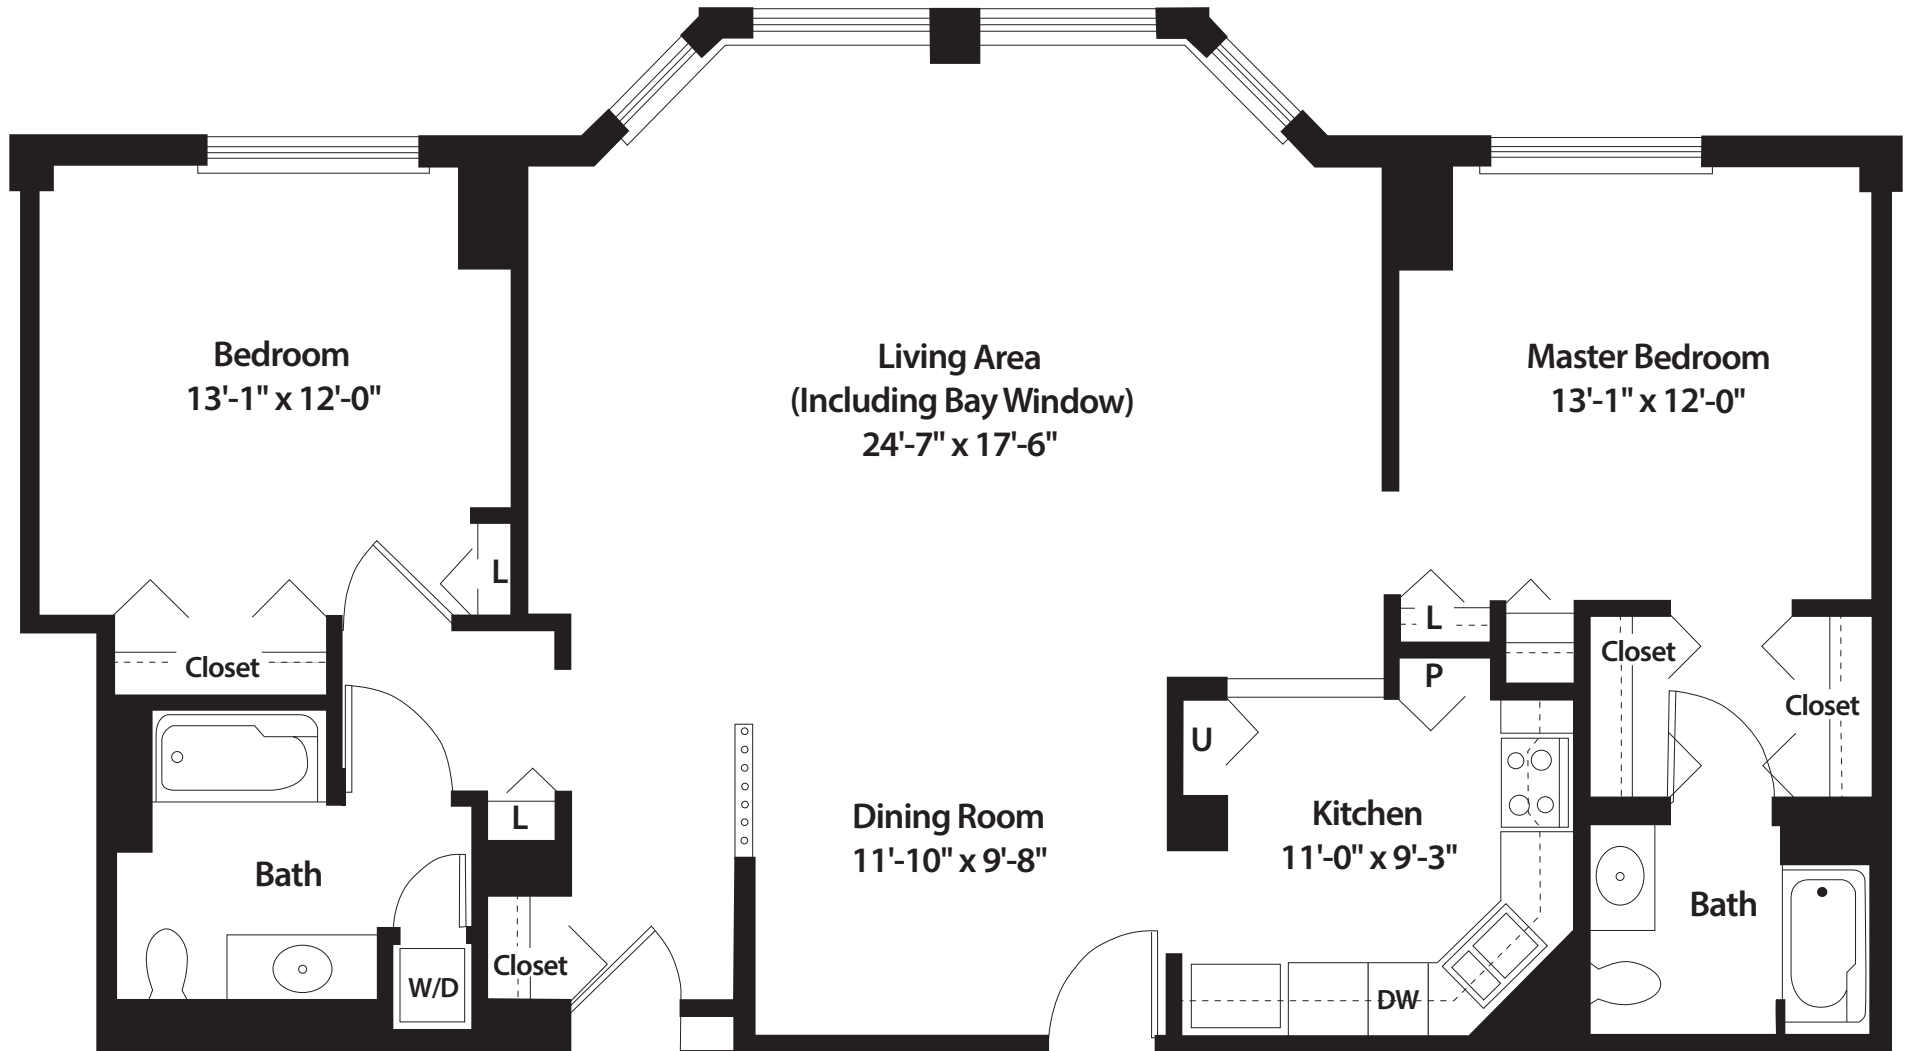 Bedroom
13'-1" x 12'-0"
Living Area
(Including Bay Window)
24'-7" x 17'-6"
Master Bedroom
13'-1" x 12'-0"
L
Closet
L
P
Closet
Closet
U
L
Dining Room
11'-10" x 9'-8"
Kitchen
11'-0" x 9'-3"
Bath
Bath
Closet
W/D
DW